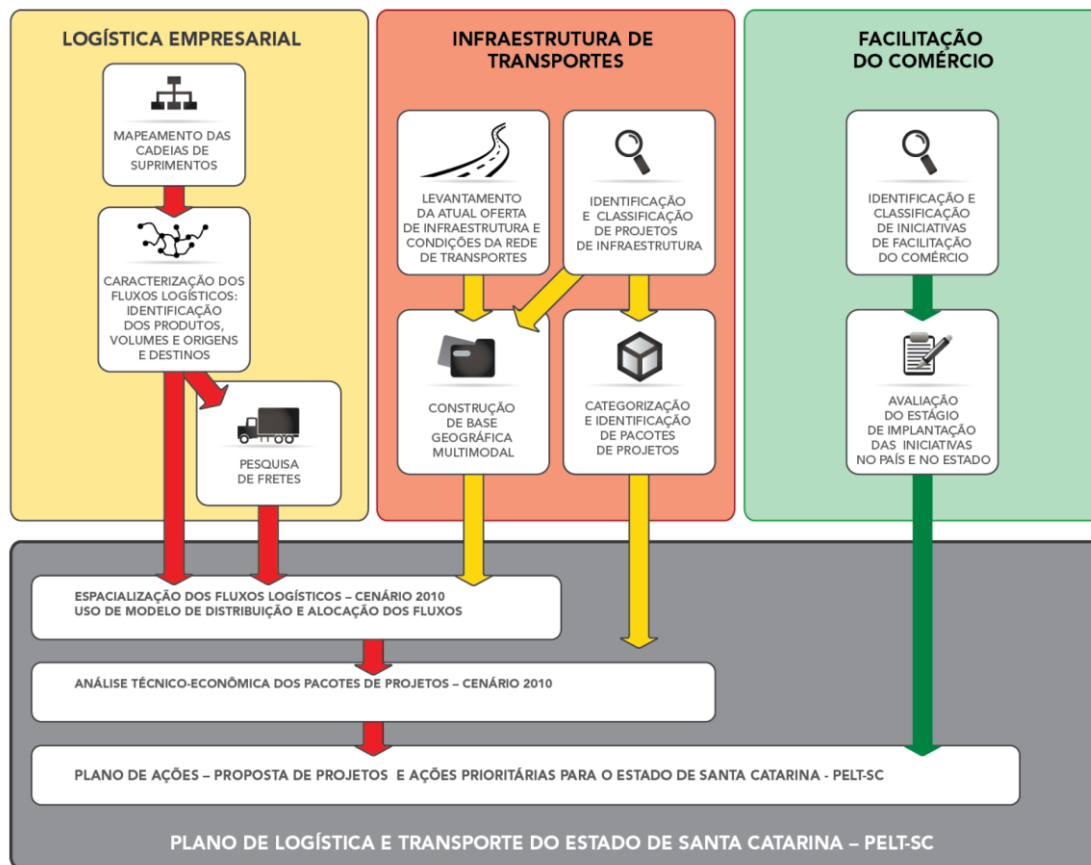 LOGÍSTICA EMPRESARIAL
MAPEAMENTO DAS
CADEIAS DE
SUPRIMENTOS
CARACTERIZAÇÃO DOS
FLUXOS LOGÍSTICOS:
IDENTIFICAÇÃO
DOS PRODUTOS,
VOLUMES E ORIGENS
E DESTINOS
PESQUISA
DE FRETES
INFRAESTRUTURA DE
TRANSPORTES
LEVANTAMENTO
DA ATUAL OFERTA
DE INFRAESTRUTURA E
CONDIÇÕES DA REDE
DE TRANSPORTES
IDENTIFICAÇÃO
E CLASSIFICAÇÃO
DE PROJETOS
DE INFRAESTRUTURA
CONSTRUÇÃO
DE BASE
GEOGRÁFICA
MULTIMODAL
CATEGORIZAÇÃO
E IDENTIFICAÇÃO
DE PACOTES
DE PROJETOS
FACILITAÇÃO
DO COMÉRCIO
IDENTIFICAÇÃO E
CLASSIFICAÇÃO
DE INICIATIVAS
DE FACILITAÇÃO
DO COMÉRCIO
AVALIAÇÃO
DO ESTÁGIO
DE IMPLANTAÇÃO
DAS INICIATIVAS
NO PAÍS E NO ESTADO
ESPACIALIZAÇÃO DOS FLUXOS LOGÍSTICOS – CENÁRIO 2010
USO DE MODELO DE DISTRIBUIÇÃO E ALOCAÇÃO DOS FLUXOS
ANÁLISE TÉCNICO-ECONÔMICA DOS PACOTES DE PROJETOS – CENÁRIO 2010
PLANO DE AÇÕES – PROPOSTA DE PROJETOS E AÇÕES PRIORITÁRIAS PARA O ESTADO DE SANTA CATARINA - PELT-SC
PLANO DE LOGÍSTICA E TRANSPORTE DO ESTADO DE SANTA CATARINA – PELT-SC